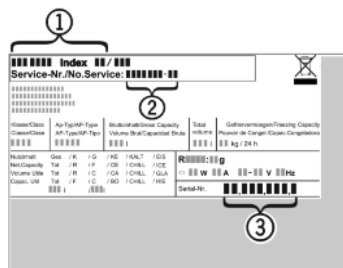 1
Index /
Service-Nr./No.Service: -
2
Klasse/Class Ap-Typ/AP-Type Bruttoinhalt/Gross Capacity Total Gefriervermoegen/Freezing Capacity
Classe/Clase AP-Type/AP-Tipo Volume Brut/Capacidad Bruta volume Pouvoir de Congel./Capac.Congelation
kg / 24 h
Nutzinhalt Ges / K / G / KE / KALT / EIS
Net.Capacity Tot / R / F / CE / CHILL / ICE
Volume Utile Tot / R / C / CA / CHILL / GLA
Capac. Util Tot / F / C / BO / CHILL / HIE
R : g
W A - V Hz
Serial-Nr.
3